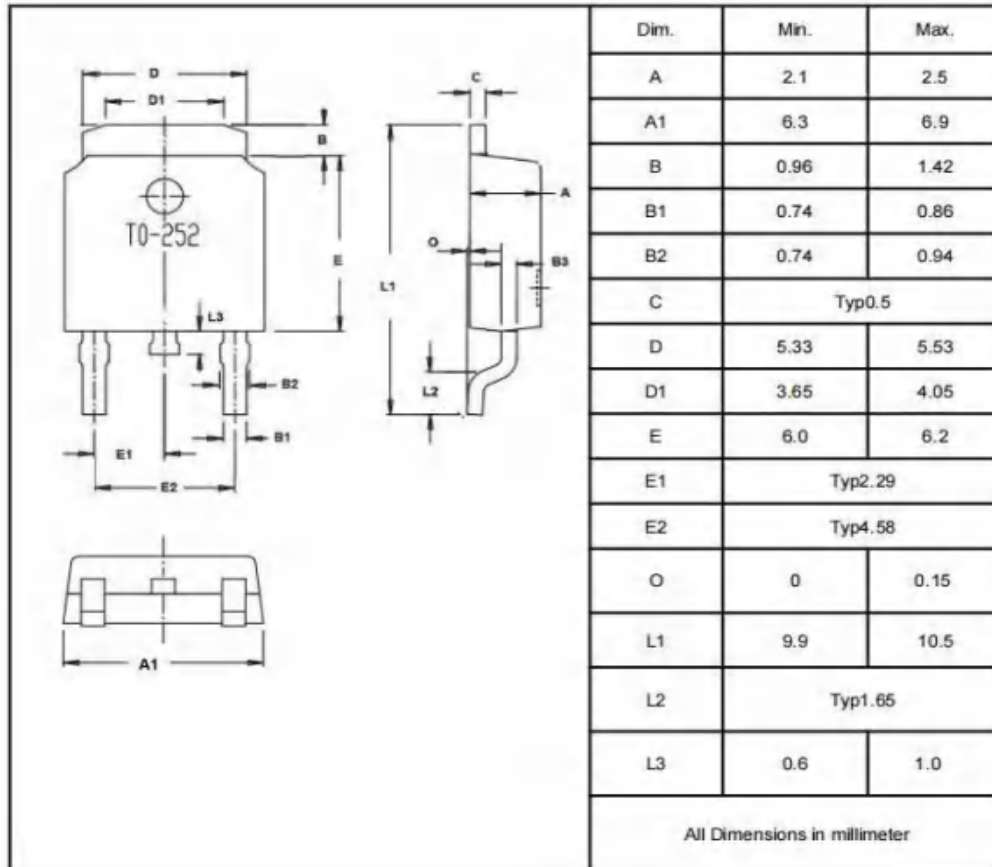 D
D1
B
TO-252
E
L3
B2
B1
E1
E2
A1
C
A
O
B3
L1
L2
Dim. Min. Max.
A 2.1 2.5
A1 6.3 6.9
B 0.96 1.42
B1 0.74 0.86
B2 0.74 0.94
C Typ0.5
D 5.33 5.53
D1 3.65 4.05
E 6.0 6.2
E1 Typ2.29
E2 Typ4.58
O 0 0.15
L1 9.9 10.5
L2 Typ1.65
L3 0.6 1.0
All Dimensions in millimeter